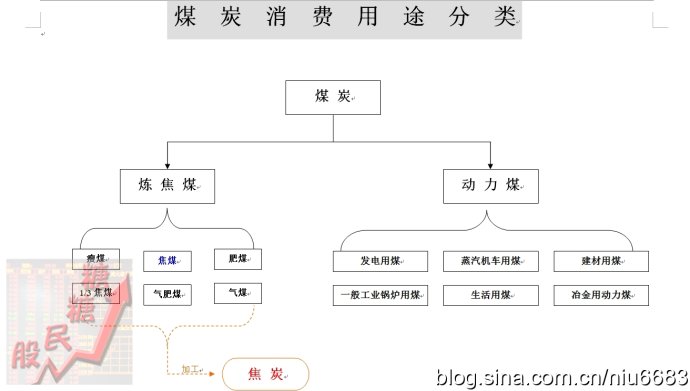 煤炭消费用途分类
煤炭
炼焦煤
动力煤
瘦煤
焦煤
肥煤
1/3焦煤
气肥煤
气煤
发电用煤
蒸汽机车用煤
建材用煤
一般工业锅炉用煤
生活用煤
冶金用动力煤
加工
焦炭
糖糖
股民
blog.sina.com.cn/niu6683